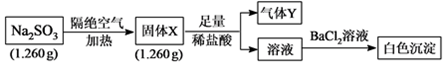 Na₂SO₃
(1.260 g)
隔绝空气
加热
固体X
(1.260 g)
足量
稀盐酸
气体Y
溶液
BaCl₂溶液
白色沉淀